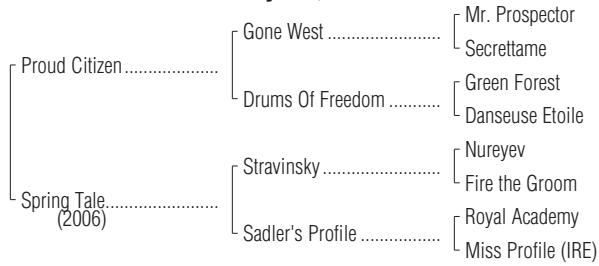 Mr. Prospector
Gone West .......................
Secrettame
Proud Citizen ....................
Green Forest
Drums Of Freedom ...........
Danseuse Etoile
Nureyev
Stravinsky .........................
Fire the Groom
Spring Tale........................
(2006)
Royal Academy
Sadler's Profile .................
Miss Profile (IRE)